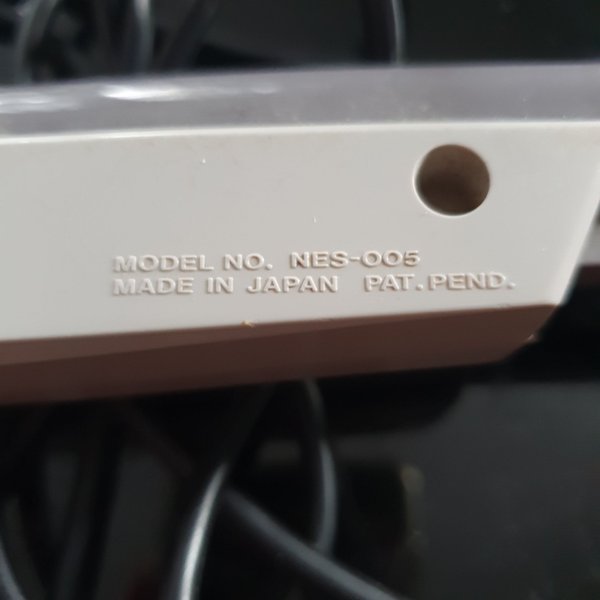 MODEL NO. NES-005
MADE IN JAPAN PAT. PEND.